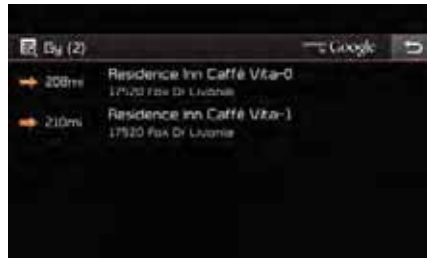 By (2)
Google
208mi
Residence Inn Caffé Vita-0
17520 Fox Dr Livonia
210mi
Residence Inn Caffé Vita-1
17520 Fox Dr Livonia